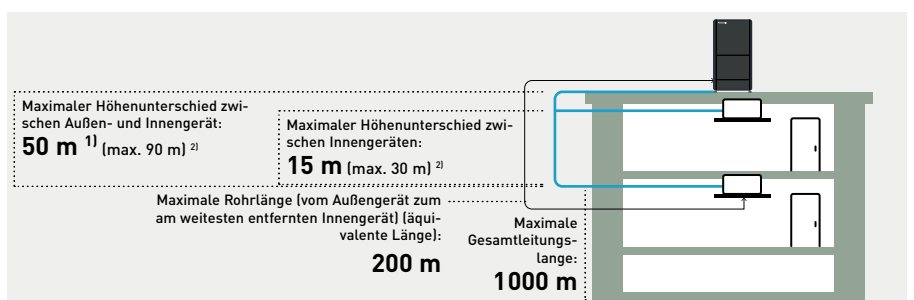 Maximaler Höhenunterschied zwi-
schen Außen- und Innengerät:
50 m 1) (max. 90 m) 2)
Maximaler Höhenunterschied zwi-
schen Innengeräten:
15 m (max. 30 m) 2)
Maximale Rohrlänge (vom Außengerät zum
am weitesten entfernten Innengerät) (äqui-
valente Länge):
200 m
Maximale
Gesamtleitungs-
lange:
1000 m